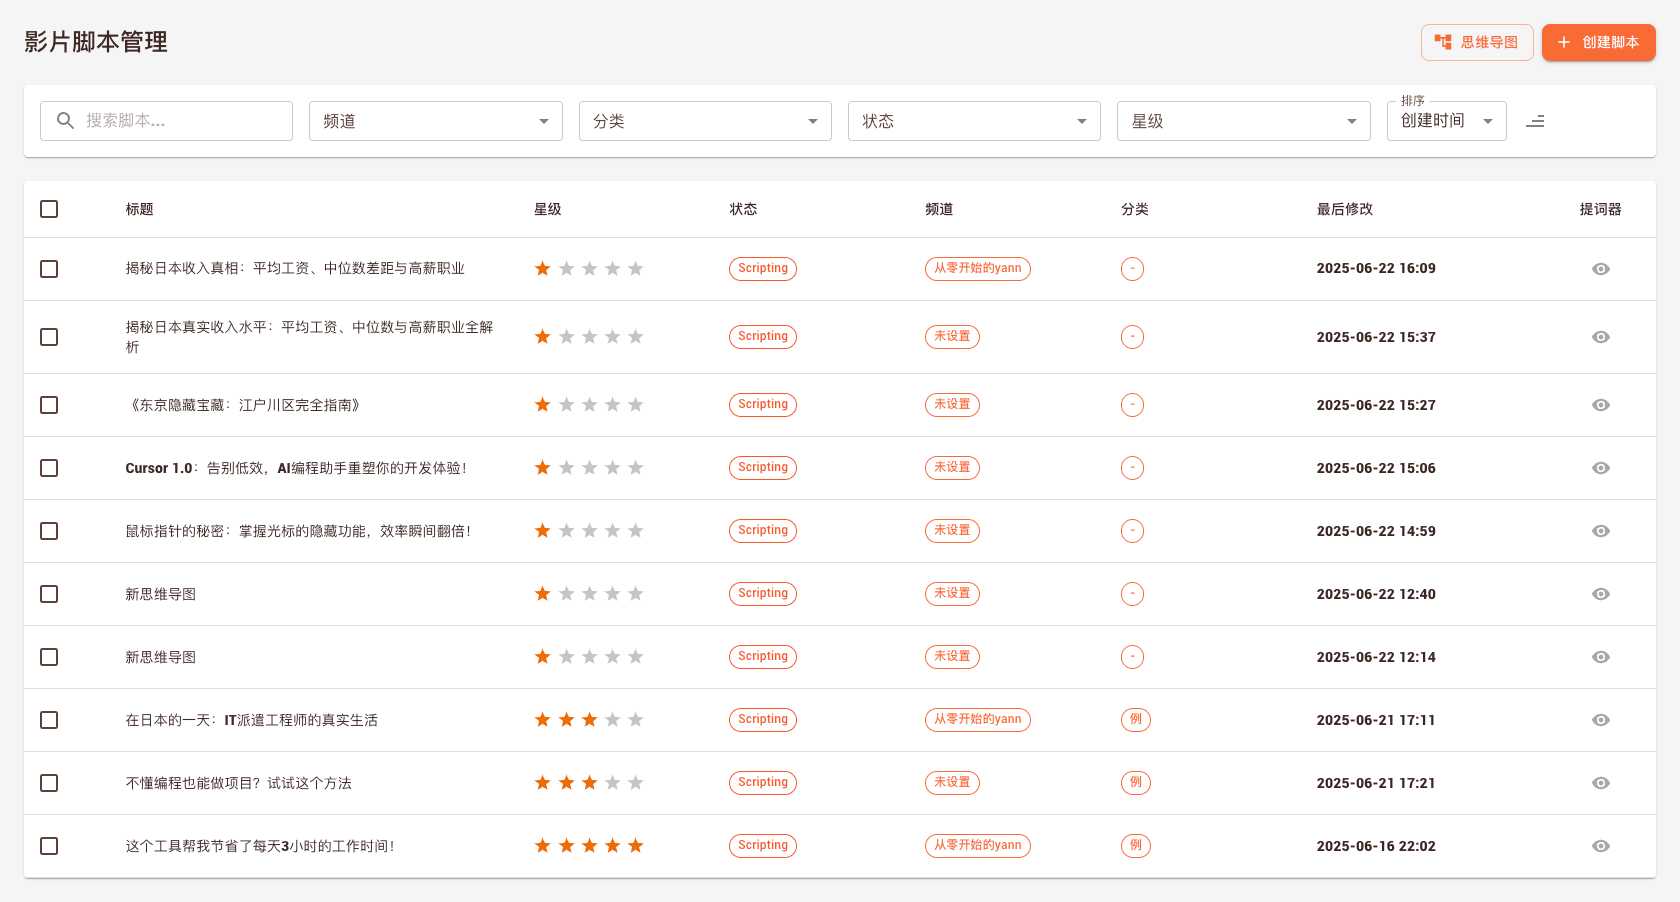 影片脚本管理
思维导图
创建脚本
搜索脚本...
频道
分类
状态
星级
排序
创建时间
标题 星级 状态 频道 分类 最后修改 提词器
揭秘日本收入真相：平均工资、中位数差距与高薪职业 Scripting 从零开始的yann - 2025-06-22 16:09
揭秘日本真实收入水平：平均工资、中位数与高薪职业全解
析 Scripting 未设置 - 2025-06-22 15:37
《东京隐藏宝藏：江户川区完全指南》 Scripting 未设置 - 2025-06-22 15:27
Cursor 1.0：告别低效，AI编程助手重塑你的开发体验！ Scripting 未设置 - 2025-06-22 15:06
鼠标指针的秘密：掌握光标的隐藏功能，效率瞬间翻倍！ Scripting 未设置 - 2025-06-22 14:59
新思维导图 Scripting 未设置 - 2025-06-22 12:40
新思维导图 Scripting 未设置 - 2025-06-22 12:14
在日本的一天：IT派遣工程师的真实生活 Scripting 从零开始的yann 例 2025-06-21 17:11
不懂编程也能做项目？试试这个方法 Scripting 未设置 例 2025-06-21 17:21
这个工具帮我节省了每天3小时的工作时间！ Scripting 从零开始的yann 例 2025-06-16 22:02